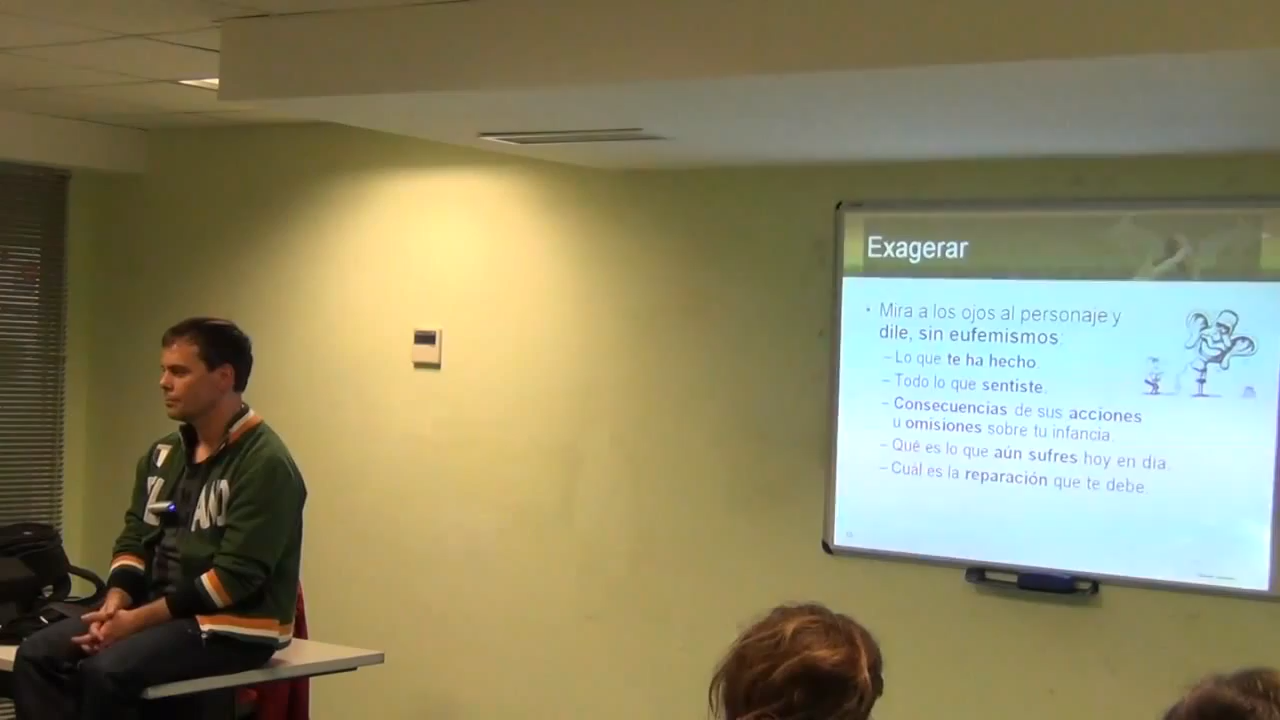 Exagerar
• Mira a los ojos al personaje y
dile, sin eufemismos:
– Lo que te ha hecho.
– Todo lo que sentiste.
– Consecuencias de sus acciones
u omisiones sobre tu infancia.
– Qué es lo que aún sufres hoy en día.
– Cuál es la reparación que te debe.